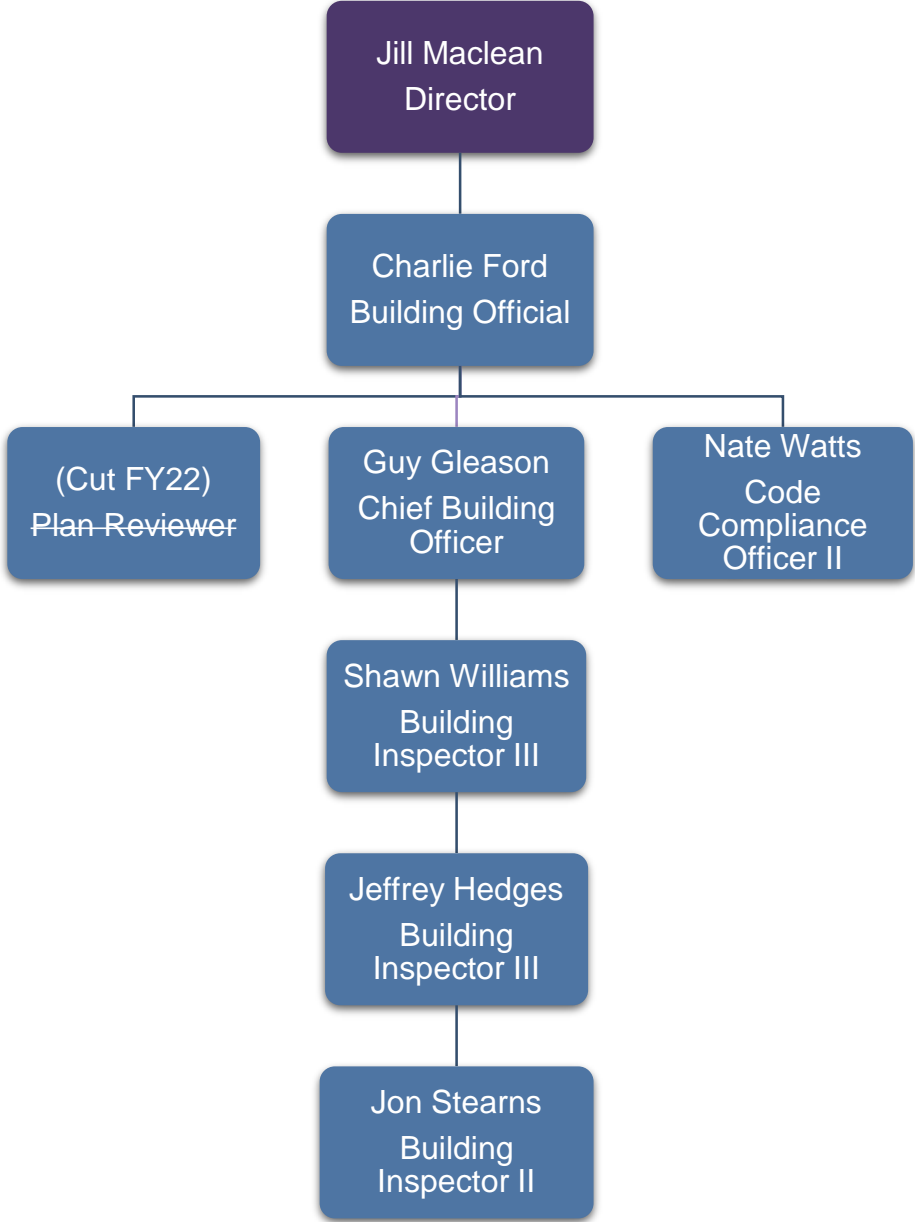 Jill Maclean
Director
Charlie Ford
Building Official
(Cut FY22)
Plan Reviewer
Guy Gleason
Chief Building
Officer
Nate Watts
Code
Compliance
Officer II
Shawn Williams
Building
Inspector III
Jeffrey Hedges
Building
Inspector III
Jon Stearns
Building
Inspector II